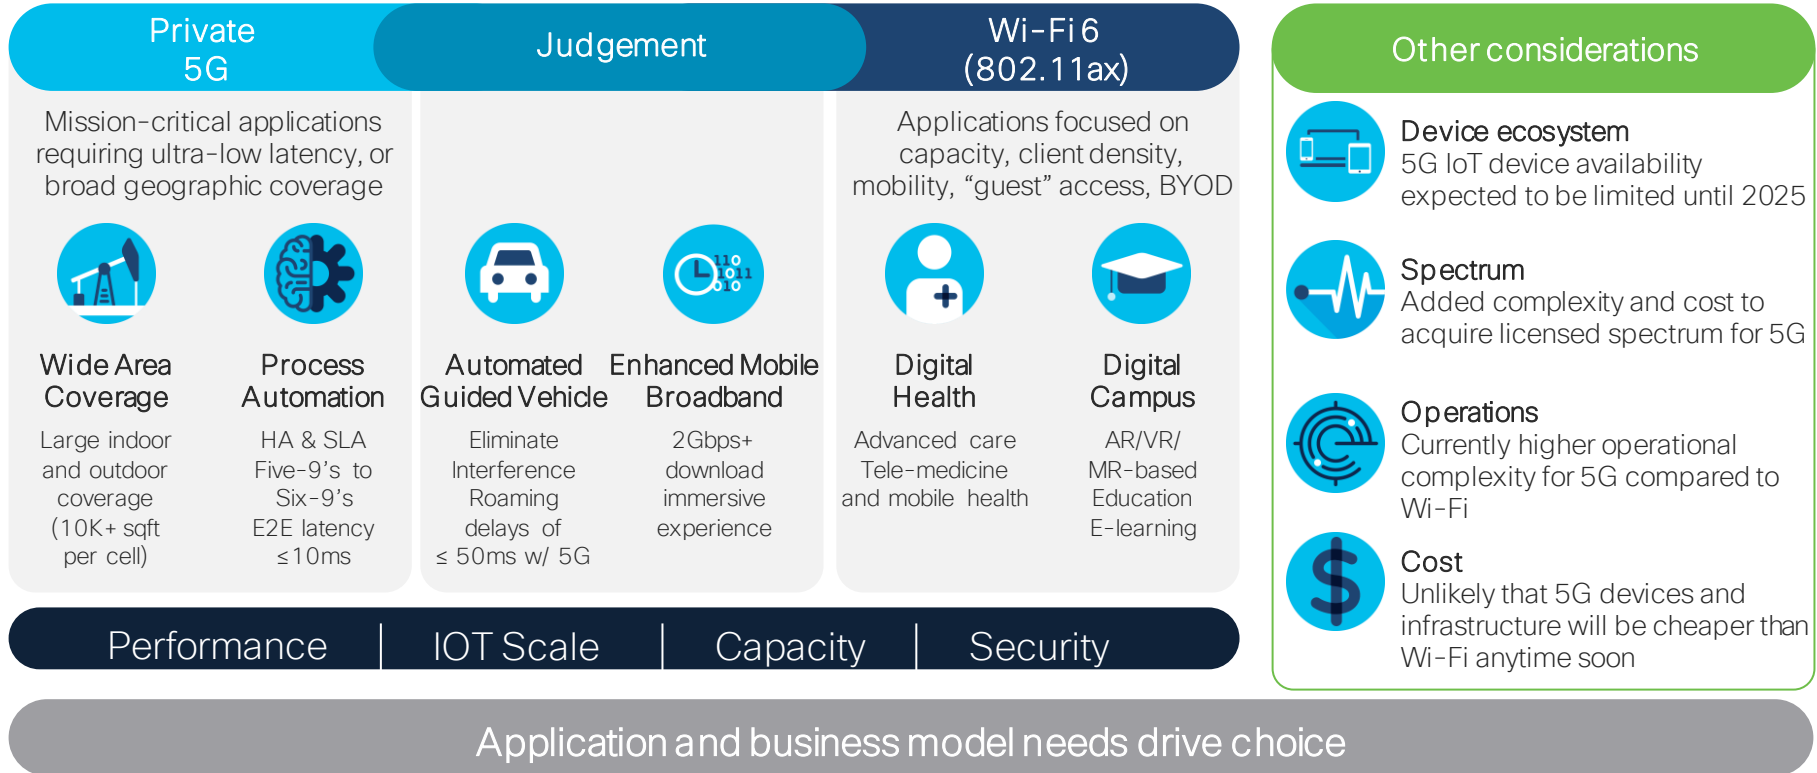 Private
5G
Judgement
Wi-Fi 6
(802.11ax)
Mission-critical applications
requiring ultra-low latency, or
broad geographic coverage
Applications focused on
capacity, client density,
mobility, “guest” access, BYOD
110
1011
010
Wide Area
Coverage
Large indoor
and outdoor
coverage
(10K+ sqft
per cell)
Process
Automation
HA & SLA
Five-9’s to
Six-9’s
E2E latency
≤10ms
Automated
Guided Vehicle
Eliminate
Interference
Roaming
delays of
≤ 50ms w/ 5G
Enhanced Mobile
Broadband
2Gbps+
download
immersive
experience
Digital
Health
Advanced care
Tele-medicine
and mobile health
Digital
Campus
AR/VR/
MR-based
Education
E-learning
Performance
IOT Scale
Capacity
Security
Other considerations
Device ecosystem
5G IoT device availability
expected to be limited until 2025
Spectrum
Added complexity and cost to
acquire licensed spectrum for 5G
Operations
Currently higher operational
complexity for 5G compared to
Wi-Fi
$
Cost
Unlikely that 5G devices and
infrastructure will be cheaper than
Wi-Fi anytime soon
Application and business model needs drive choice